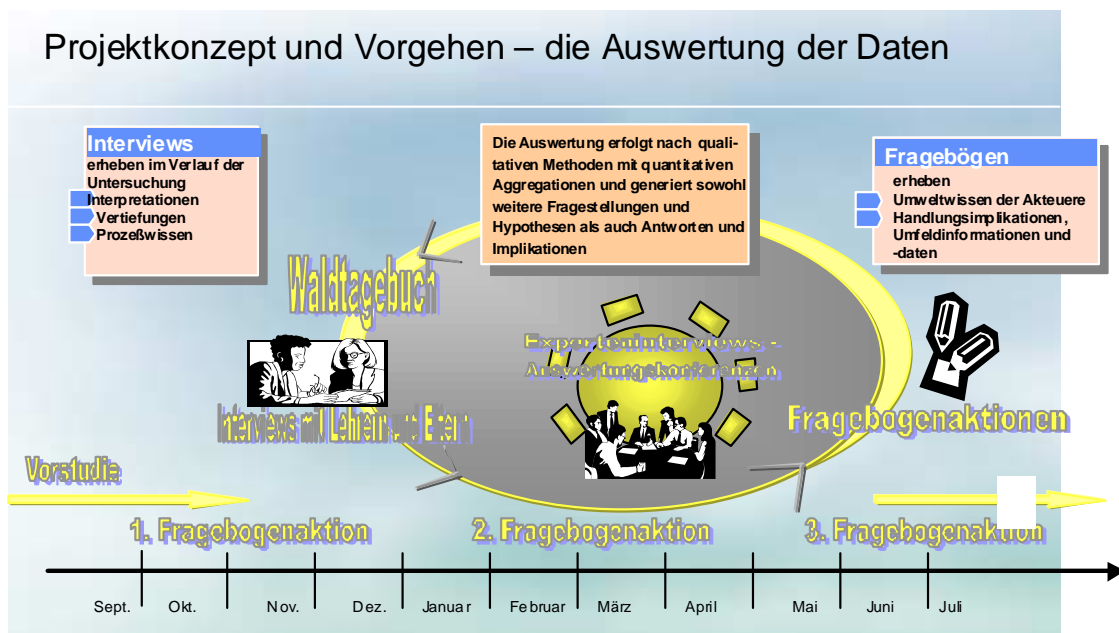 Projektkonzept und Vorgehen – die Auswertung der Daten
Interviews
erheben im Verlauf der
Untersuchung
Interpretationen
Vertiefungen
Prozeßwissen
Die Auswertung erfolgt nach quali-
tativen Methoden mit quantitativen
Aggregationen und generiert sowohl
weitere Fragestellungen und
Hypothesen als auch Antworten und
Implikationen
Fragebögen
erheben
Umweltwissen der Akteuere
Handlungsimplikationen,
Umfeldinformationen und
-daten
Waldtagebuch
Experteninterviews -
Auswertungskonferenzen
Interviews mit Lehrern und Eltern
Fragebogenaktionen
Vorstudie
1. Fragebogenaktion
2. Fragebogenaktion
3. Fragebogenaktion
Sept.
Okt.
Nov.
Dez.
Januar
Februar
März
April
Mai
Juni
Juli